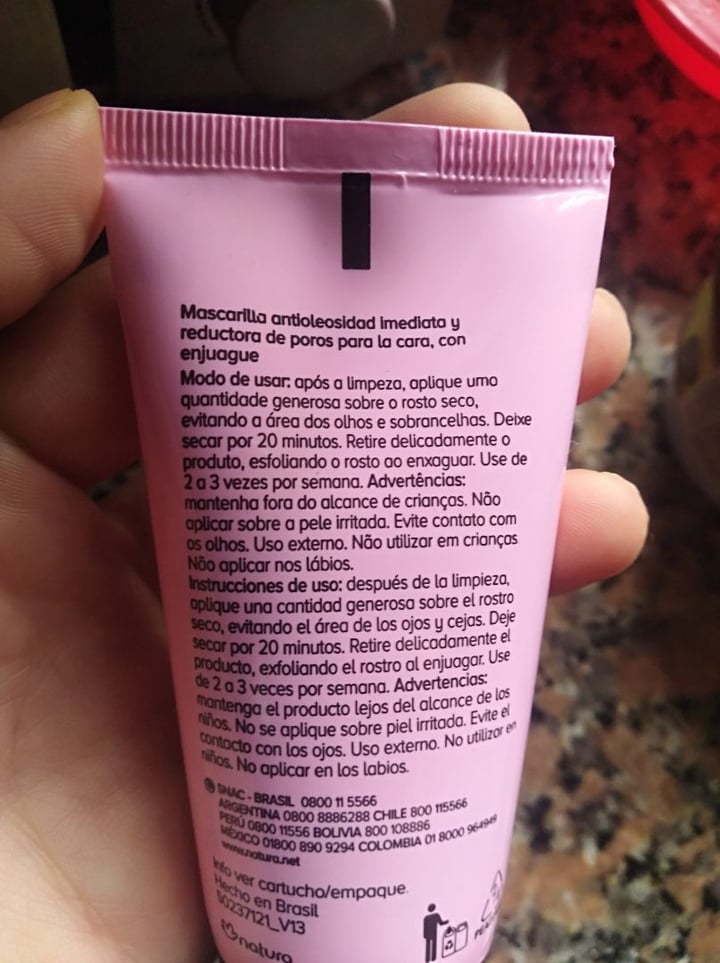 Mascarilla antioleosidad imediata y
reductora de poros para la cara, con
enjuague
Modo de usar: após a limpeza, aplique uma
quantidade generosa sobre o rosto seco,
evitando a área dos olhos e sobrancelhas. Deixe
secar por 20 minutos. Retire delicadamente o
produto, esfoliando o rosto ao enxaguar. Use de
2 a 3 vezes por semana. Advertências:
mantenha fora do alcance de crianças. Não
aplicar sobre a pele irritada. Evite contato com
os olhos. Uso externo. Não utilizar em crianças
Não aplicar nos lábios.
Instrucciones de uso: después de la limpieza,
aplique una cantidad generosa sobre el rostro
seco, evitando el área de los ojos y cejas. Deje
secar por 20 minutos. Retire delicadamente el
producto, exfoliando el rostro al enjuagar. Use
de 2 a 3 veces por semana. Advertencias:
mantenga el producto lejos del alcance de los
niños. No se aplique sobre piel irritada. Evite el
contacto con los ojos. Uso externo. No utilizar en
niños. No aplicar en los labios.
SNAC - BRASIL 0800 11 5566
ARGENTINA 0800 8886288 CHILE 800 115566
PERÚ 0800 11556 BOLIVIA 800 108886
MÉXICO 01800 890 9294 COLOMBIA 01 8000 964949
www.natura.net
Info ver cartucho/empaque.
Hecho en Brasil
50237121_V13
natura